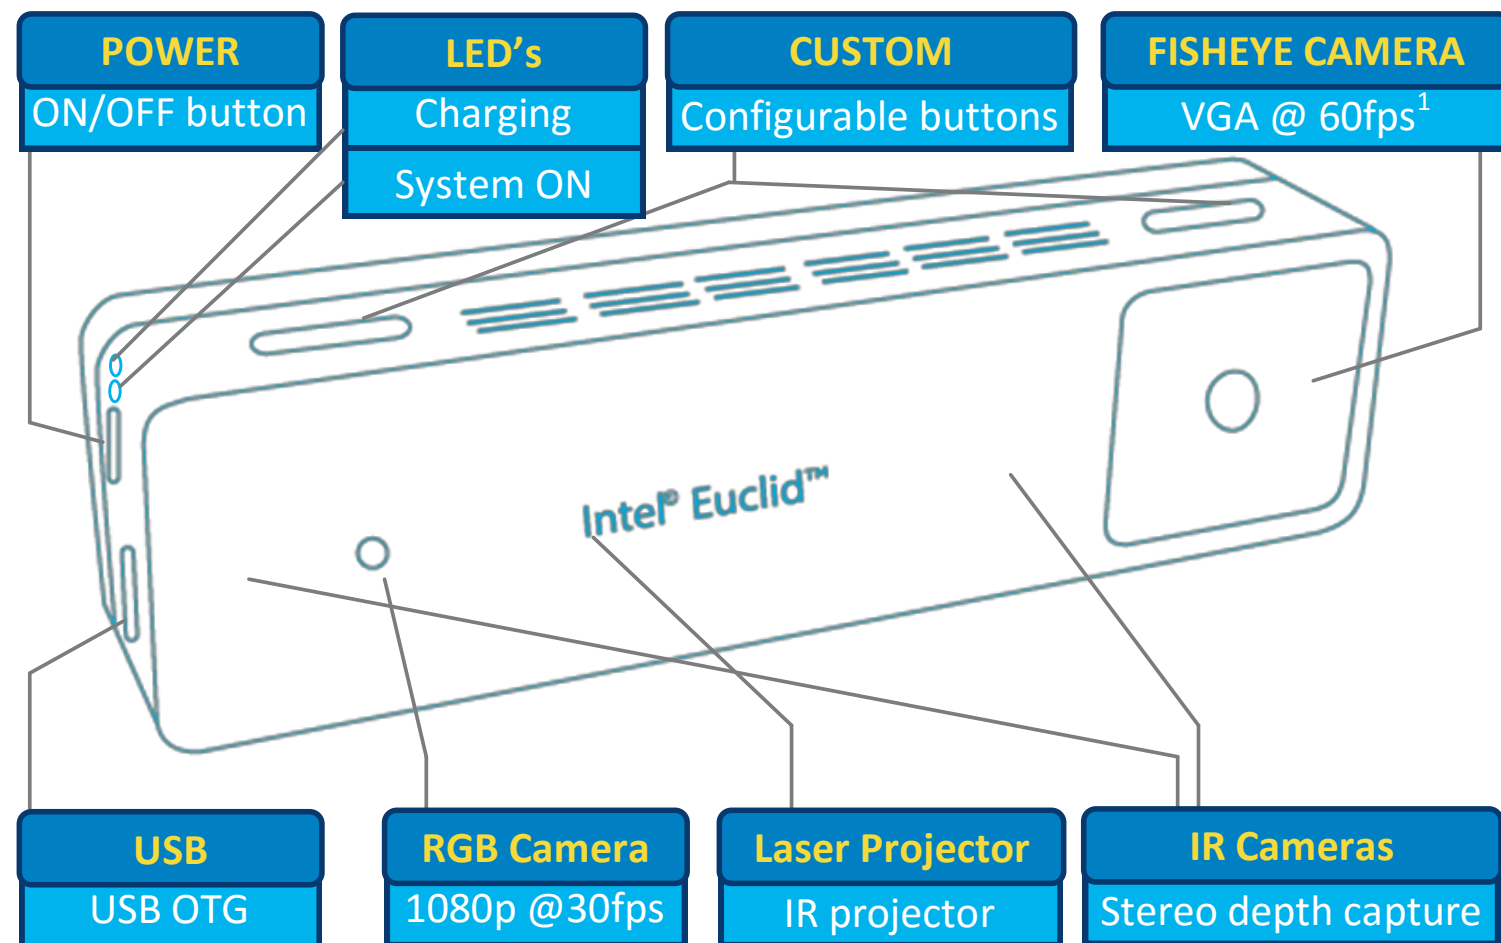 POWER
ON/OFF button
LED's
Charging
System ON
CUSTOM
Configurable buttons
FISHEYE CAMERA
VGA @ 60fps¹
Intel® Euclid™
USB
USB OTG
RGB Camera
1080p @30fps
Laser Projector
IR projector
IR Cameras
Stereo depth capture